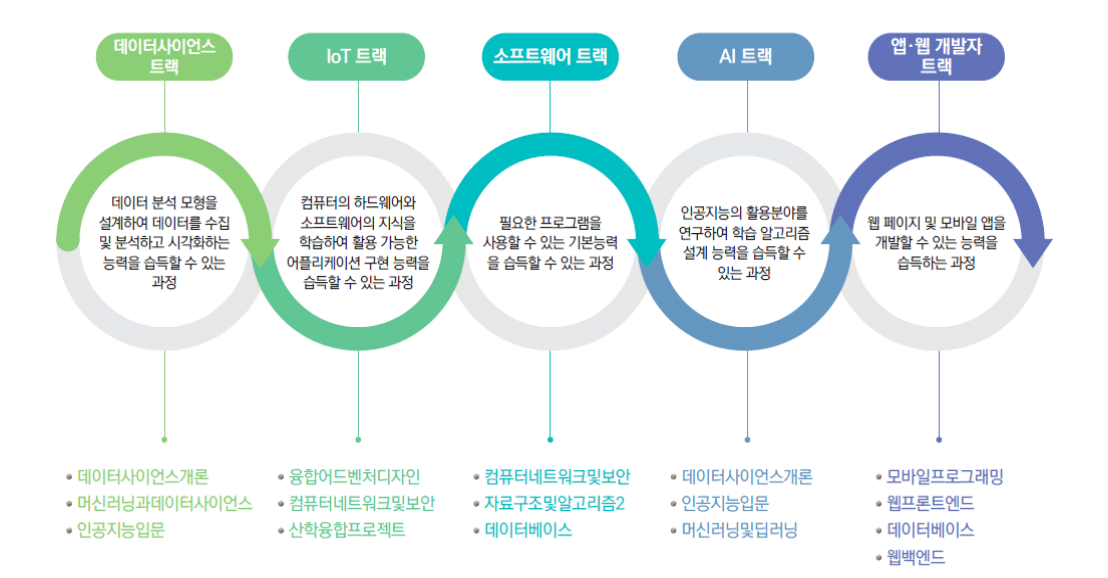 데이터사이언스
트랙
IoT 트랙
소프트웨어 트랙
AI 트랙
앱·웹 개발자
트랙
데이터 분석 모형을
설계하여 데이터를 수집
및 분석하고 시각화하는
능력을 습득할 수 있는
과정
컴퓨터의 하드웨어와
소프트웨어의 지식을
학습하여 활용 가능한
어플리케이션 구현 능력을
습득할 수 있는 과정
필요한 프로그램을
사용할 수 있는 기본능력
을 습득할 수 있는 과정
인공지능의 활용분야를
연구하여 학습 알고리즘
설계 능력을 습득할 수
있는 과정
웹 페이지 및 모바일 앱을
개발할 수 있는 능력을
습득하는 과정
• 데이터사이언스개론
• 머신러닝과데이터사이언스
• 인공지능입문
• 융합어드벤처디자인
• 컴퓨터네트워크및보안
• 산학융합프로젝트
• 컴퓨터네트워크및보안
• 자료구조및알고리즘2
• 데이터베이스
• 데이터사이언스개론
• 인공지능입문
• 머신러닝및딥러닝
• 모바일프로그래밍
• 웹프론트엔드
• 데이터베이스
• 웹백엔드